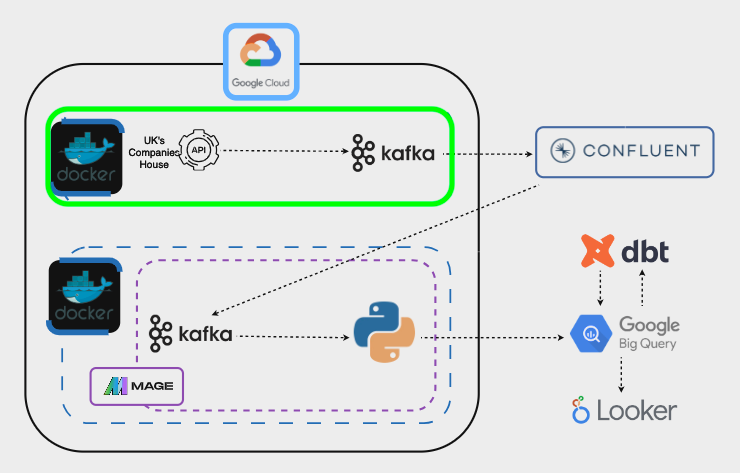 Google Cloud
docker
UK's
Companies
House
API
kafka
CONFLUENT
docker
kafka
MAGE
dbt
Google
Big Query
Looker